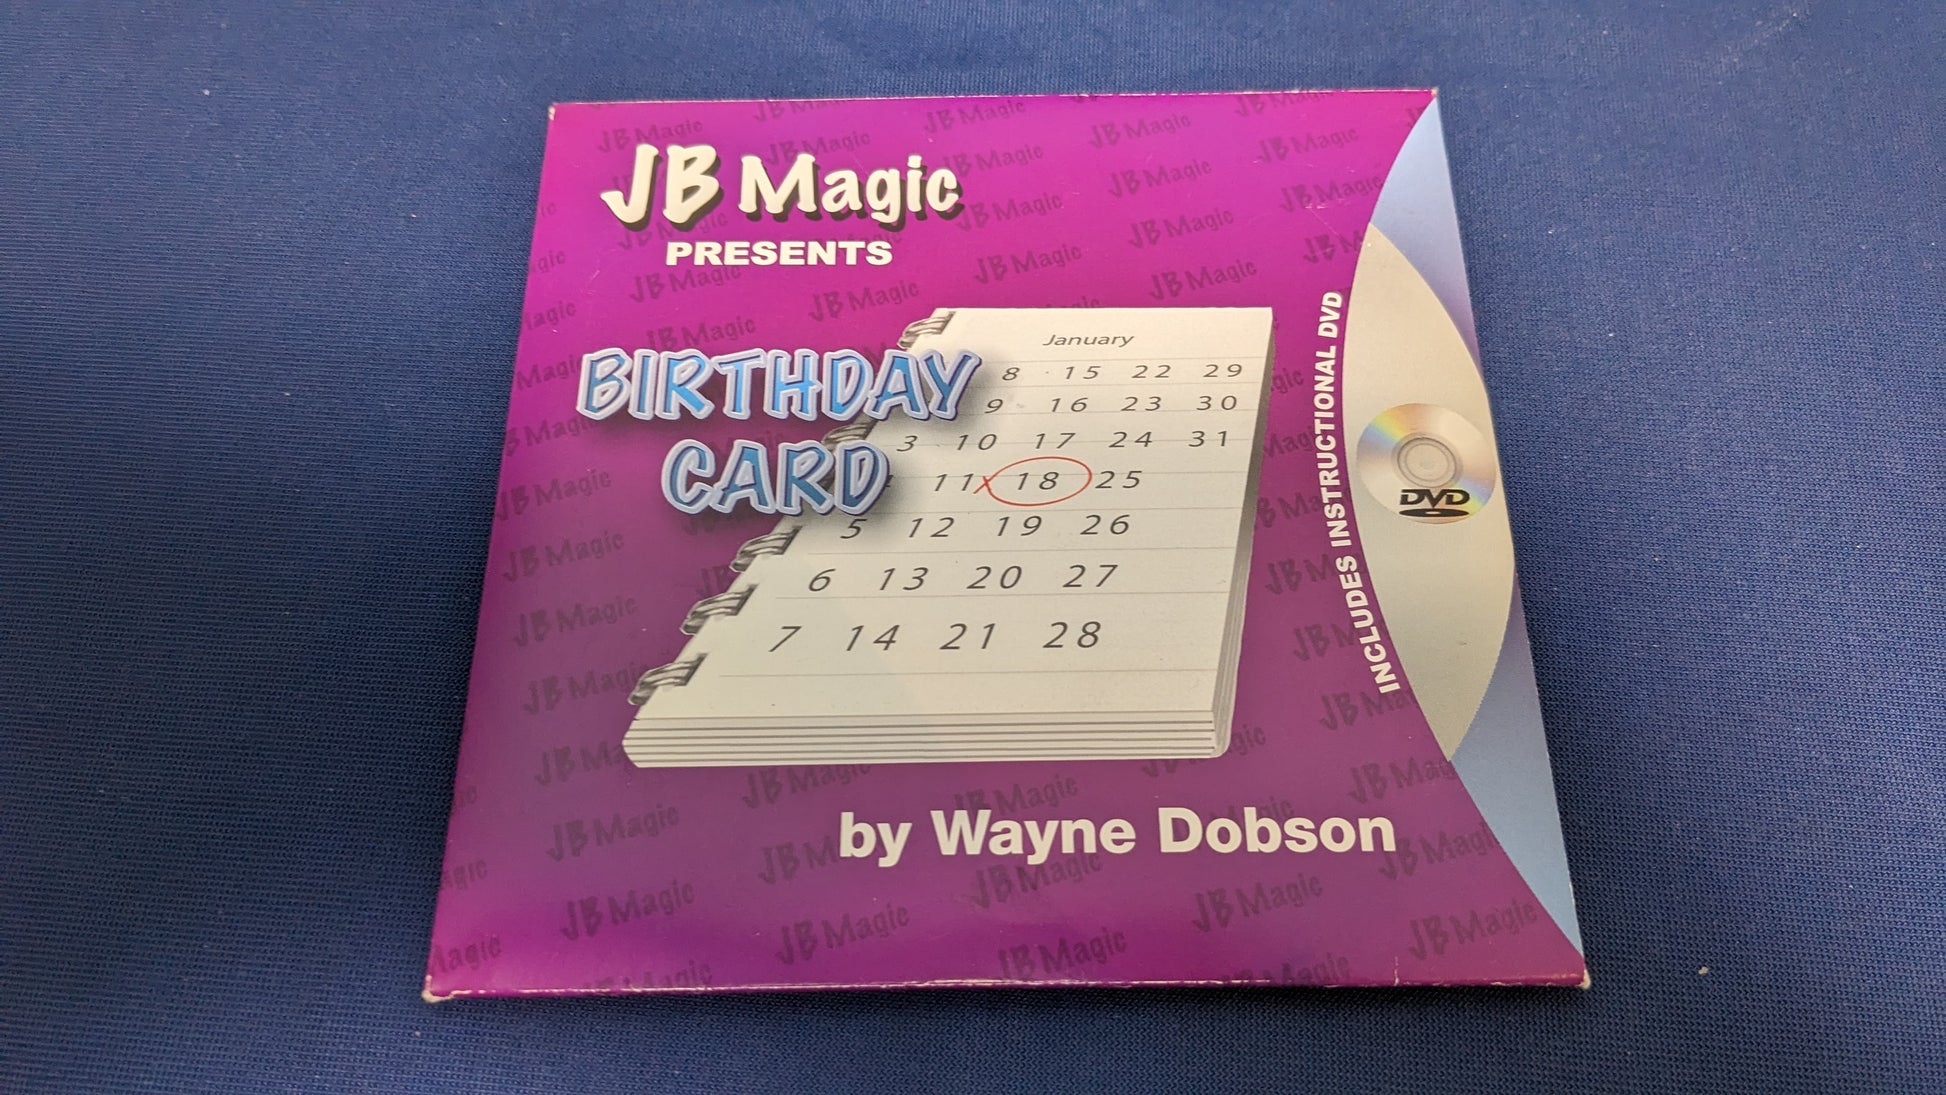 JB Magic
PRESENTS
BIRTHDAY
CARD
January
8 15 22 29
9 16 23 30
3 10 17 24 31
11 x 18 25
5 12 19 26
6 13 20 27
7 14 21 28
INCLUDES INSTRUCTIONAL DVD
DVD
by Wayne Dobson